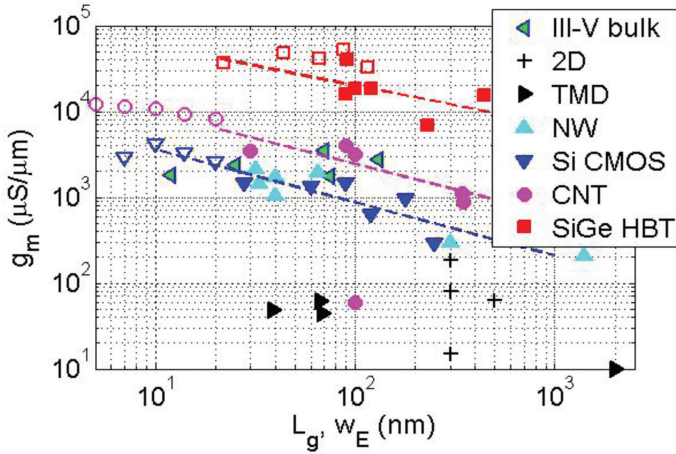 10^5
10^4
10^3
10^2
10^1
g_m (μS/μm)
10^1
10^2
10^3
L_g, w_E (nm)
III-V bulk
2D
TMD
NW
Si CMOS
CNT
SiGe HBT